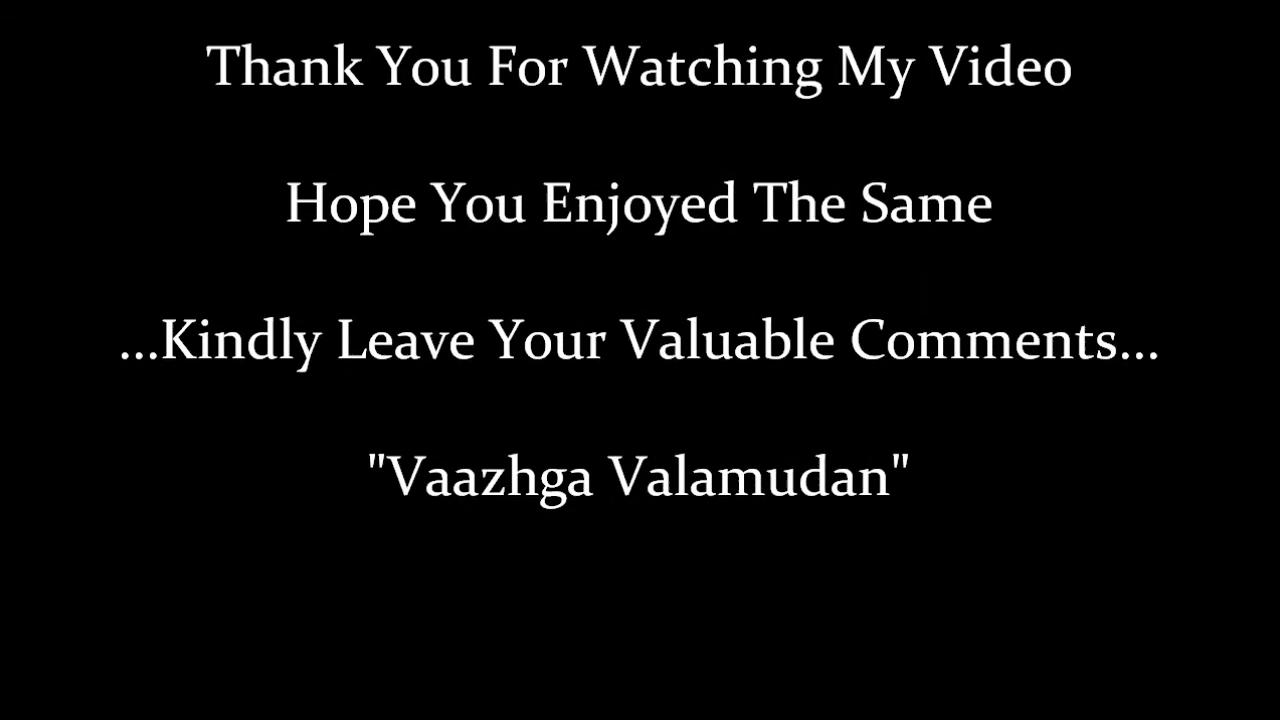 Thank You For Watching My Video
Hope You Enjoyed The Same
...Kindly Leave Your Valuable Comments...
"Vaazhga Valamudan"